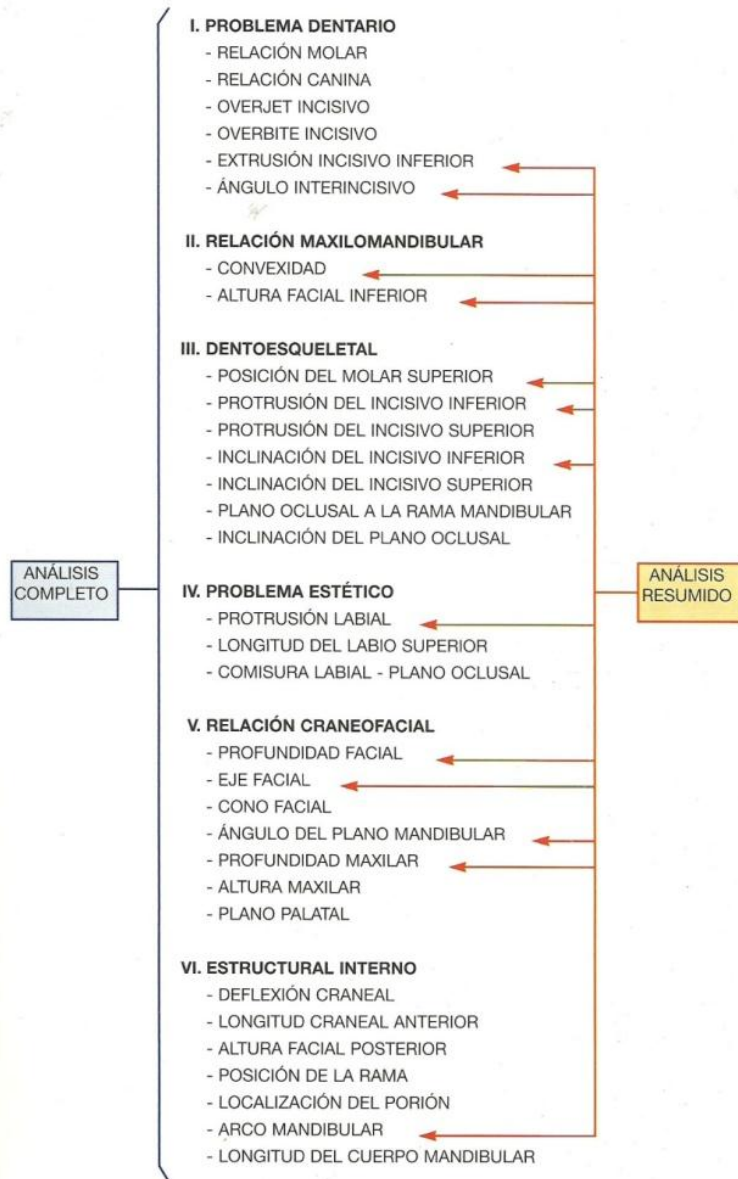 I. PROBLEMA DENTARIO
- RELACIÓN MOLAR
- RELACIÓN CANINA
- OVERJET INCISIVO
- OVERBITE INCISIVO
- EXTRUSIÓN INCISIVO INFERIOR
- ÁNGULO INTERINCISIVO
II. RELACIÓN MAXILOMANDIBULAR
- CONVEXIDAD
- ALTURA FACIAL INFERIOR
III. DENTOESQUELETAL
- POSICIÓN DEL MOLAR SUPERIOR
- PROTRUSIÓN DEL INCISIVO INFERIOR
- PROTRUSIÓN DEL INCISIVO SUPERIOR
- INCLINACIÓN DEL INCISIVO INFERIOR
- INCLINACIÓN DEL INCISIVO SUPERIOR
- PLANO OCLUSAL A LA RAMA MANDIBULAR
- INCLINACIÓN DEL PLANO OCLUSAL
ANÁLISIS
COMPLETO
IV. PROBLEMA ESTÉTICO
- PROTRUSIÓN LABIAL
- LONGITUD DEL LABIO SUPERIOR
- COMISURA LABIAL - PLANO OCLUSAL
ANÁLISIS
RESUMIDO
V. RELACIÓN CRANEOFACIAL
- PROFUNDIDAD FACIAL
- EJE FACIAL
- CONO FACIAL
- ÁNGULO DEL PLANO MANDIBULAR
- PROFUNDIDAD MAXILAR
- ALTURA MAXILAR
- PLANO PALATAL
VI. ESTRUCTURAL INTERNO
- DEFLEXIÓN CRANEAL
- LONGITUD CRANEAL ANTERIOR
- ALTURA FACIAL POSTERIOR
- POSICIÓN DE LA RAMA
- LOCALIZACIÓN DEL PORIÓN
- ARCO MANDIBULAR
- LONGITUD DEL CUERPO MANDIBULAR